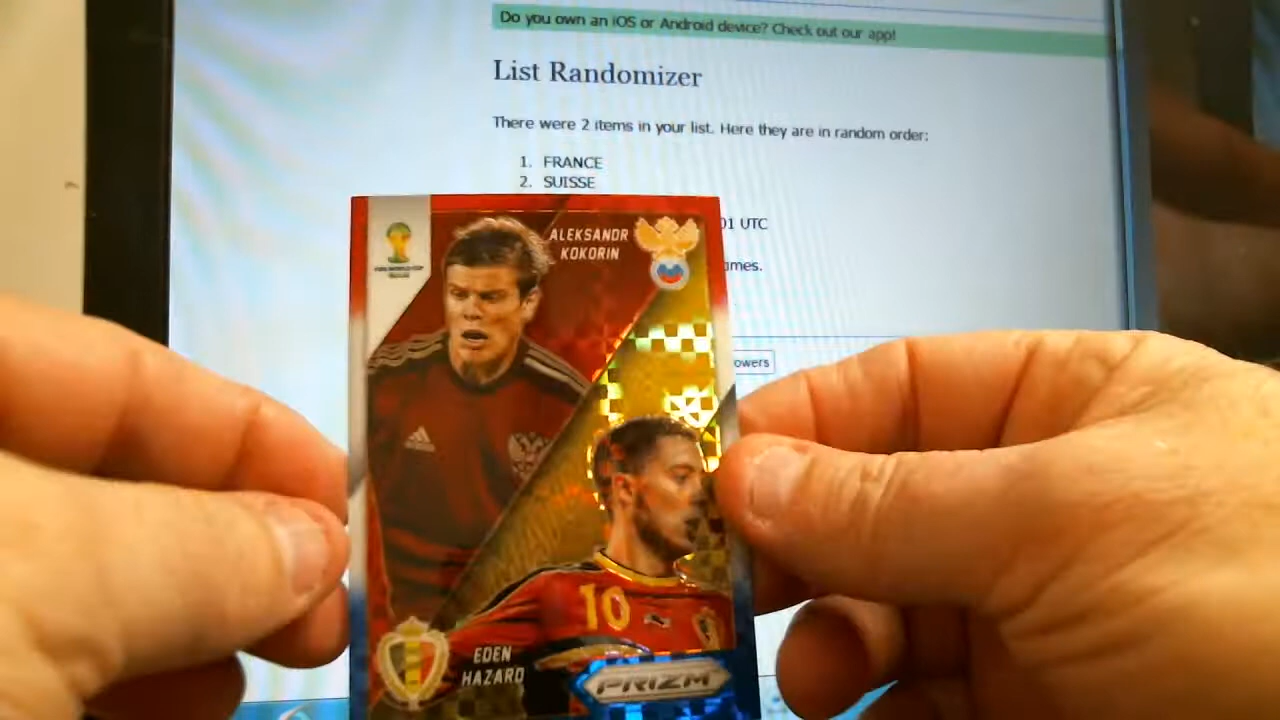 Do you own an iOS or Android device? Check out our app!
List Randomizer
There were 2 items in your list. Here they are in random order:
1. FRANCE
2. SUISSE
01 UTC
owers
ALEKSANDR
KOKORIN
10
EDEN
HAZARD
PRIZM